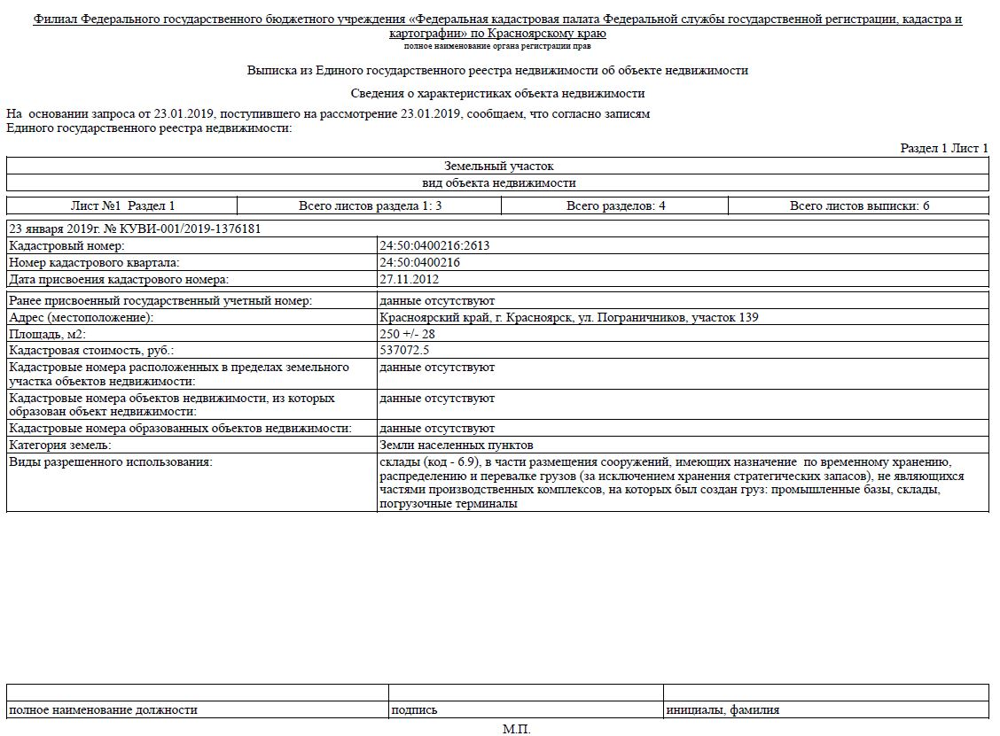 Филиал Федерального государственного бюджетного учреждения «Федеральная кадастровая палата Федеральной службы государственной регистрации, кадастра и
картографии» по Красноярскому краю
полное наименование органа регистрации прав
Выписка из Единого государственного реестра недвижимости об объекте недвижимости
Сведения о характеристиках объекта недвижимости
На основании запроса от 23.01.2019, поступившего на рассмотрение 23.01.2019, сообщаем, что согласно записям
Единого государственного реестра недвижимости:
Раздел 1 Лист 1
Земельный участок
вид объекта недвижимости
Лист №1 Раздел 1 Всего листов раздела 1: 3 Всего разделов: 4 Всего листов выписки: 6
23 января 2019г. № КУВИ-001/2019-1376181
Кадастровый номер: 24:50:0400216:2613
Номер кадастрового квартала: 24:50:0400216
Дата присвоения кадастрового номера: 27.11.2012
Ранее присвоенный государственный учетный номер: данные отсутствуют
Адрес (местоположение): Красноярский край, г. Красноярск, ул. Пограничников, участок 139
Площадь, м2: 250 +/- 28
Кадастровая стоимость, руб.: 537072.5
Кадастровые номера расположенных в пределах земельного данные отсутствуют
участка объектов недвижимости:
Кадастровые номера объектов недвижимости, из которых данные отсутствуют
образован объект недвижимости:
Кадастровые номера образованных объектов недвижимости: данные отсутствуют
Категория земель: Земли населенных пунктов
Виды разрешенного использования: склады (код - 6.9), в части размещения сооружений, имеющих назначение по временному хранению,
распределению и перевалке грузов (за исключением хранения стратегических запасов), не являющихся
частями производственных комплексов, на которых был создан груз: промышленные базы, склады,
погрузочные терминалы
полное наименование должности подпись инициалы, фамилия
М.П.